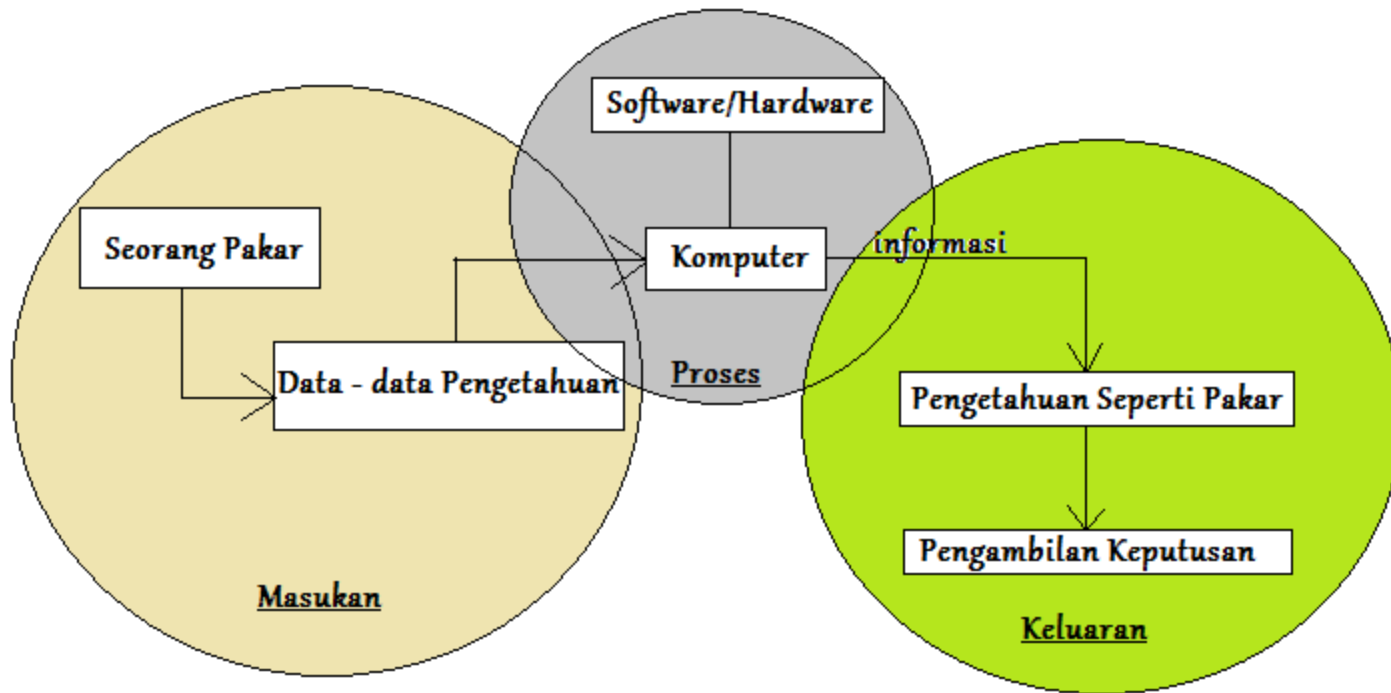 Software/Hardware
Seorang Pakar
Komputer
informasi
Data - data Pengetahuan
Proses
Pengetahuan Seperti Pakar
Pengambilan Keputusan
Masukan
Keluaran